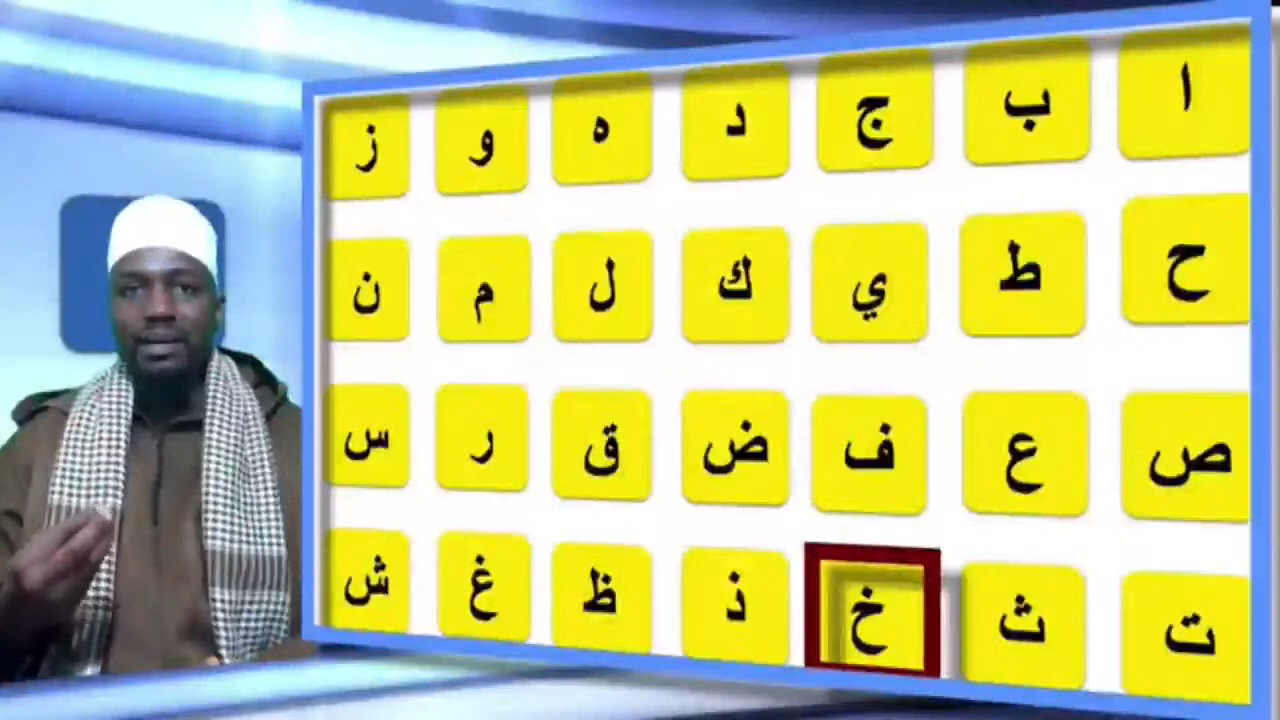 ا ب ج د ه و ز
ح ط ي ك ل م ن
ص ع ف ض ق ر س
ت ث خ ذ ظ غ ش